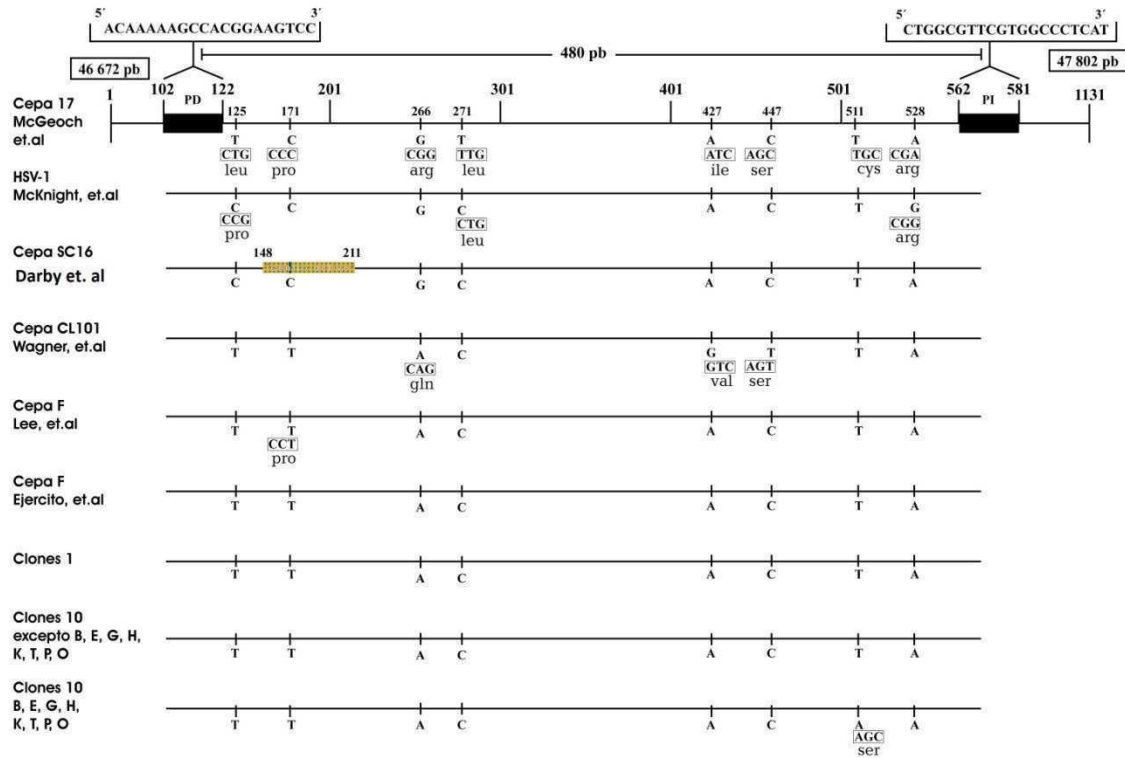 5´ ACAAAAAGCCACGGAAGTCC 3´
5´ CTGGCGTTCGTGGCCCTCAT 3´
46 672 pb
480 pb
47 802 pb
1 102 PD 122 201 301 401 501 562 PI 581 1131
Cepa 17
McGeoch
et.al
125 171 266 271 427 447 511 528
T C G T A C T A
CTG CCC CGG TTG ATC AGC TGC CGA
leu pro arg leu ile ser cys arg
HSV-1
McKnight, et.al
C C G C A C T G
CCG CTG CGG
pro leu arg
Cepa SC16
Darby et. al
148 211
C C G C A C T A
Cepa CL101
Wagner, et.al
T T A C G T T A
CAG GTC AGT
gln val ser
Cepa F
Lee, et.al
T T A C A C T A
CCT
pro
Cepa F
Ejercito, et.al
T T A C A C T A
Clones 1
T T A C A C T A
Clones 10
excepto B, E, G, H,
K, T, P, O
T T A C A C T A
Clones 10
B, E, G, H,
K, T, P, O
T T A C A C A A
AGC
ser